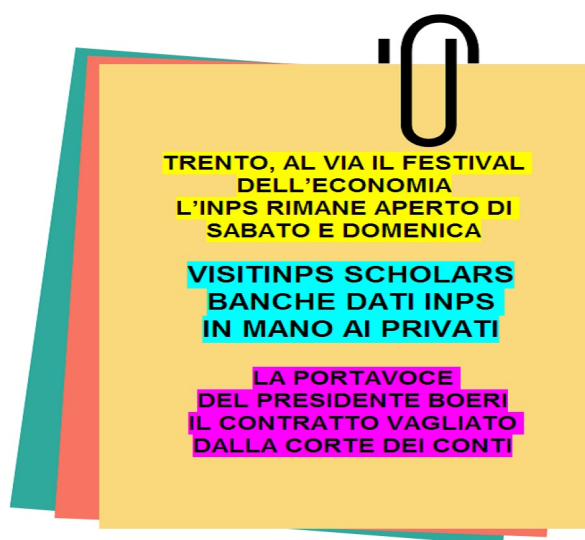 TRENTO, AL VIA IL FESTIVAL
DELL'ECONOMIA
L'INPS RIMANE APERTO DI
SABATO E DOMENICA
VISITINPS SCHOLARS
BANCHE DATI INPS
IN MANO AI PRIVATI
LA PORTAVOCE
DEL PRESIDENTE BOERI
IL CONTRATTO VAGLIATO
DALLA CORTE DEI CONTI